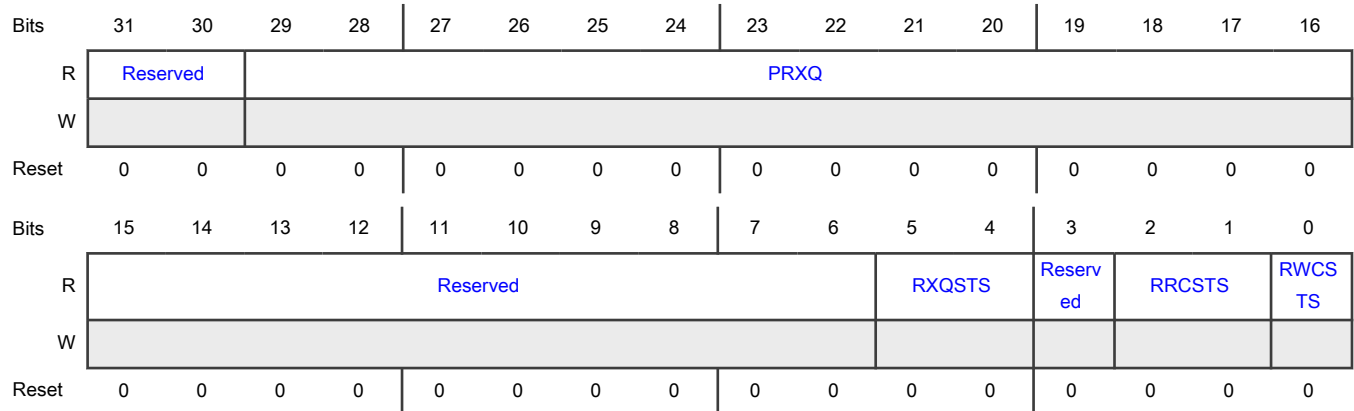 Bits 31 30 29 28 27 26 25 24 23 22 21 20 19 18 17 16
R Reserved PRXQ
W
Reset 0 0 0 0 0 0 0 0 0 0 0 0 0 0 0 0
Bits 15 14 13 12 11 10 9 8 7 6 5 4 3 2 1 0
R Reserved RXQSTS Reserv
ed RRCSTS RWCS
TS
W
Reset 0 0 0 0 0 0 0 0 0 0 0 0 0 0 0 0